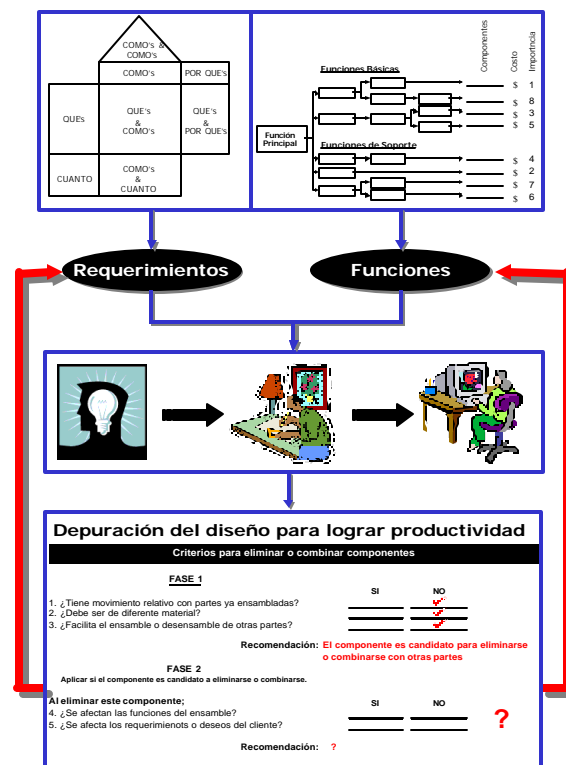 COMO's &
COMO's
COMO's
POR QUE's
QUEs
QUE's
&
COMO's
QUE's
&
POR QUE's
CUANTO
COMO's
&
CUANTO
Componentes
Costo
Importncia
Funciones Básicas
$ 1
$ 8
$ 3
$ 5
Función
Principal
Funciones de Soporte
$ 4
$ 2
$ 7
$ 6
Requerimientos
Funciones
Depuración del diseño para lograr productividad
Criterios para eliminar o combinar componentes
FASE 1
SI NO
1. ¿Tiene movimiento relativo con partes ya ensambladas?
2. ¿Debe ser de diferente material?
3. ¿Facilita el ensamble o desensamble de otras partes?
Recomendación: El componente es candidato para eliminarse
o combinarse con otras partes
FASE 2
Aplicar si el componente es candidato a eliminarse o combinarse.
Al eliminar este componente;
SI NO
4. ¿Se afectan las funciones del ensamble?
5. ¿Se afecta los requerimienots o deseos del cliente?
?
Recomendación: ?